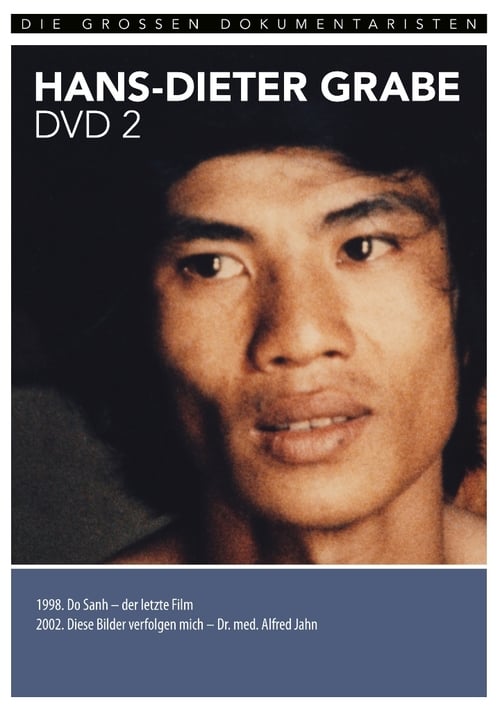 DIE GROSSEN DOKUMENTARISTEN
HANS-DIETER GRABE
DVD 2
1998. Do Sanh – der letzte Film
2002. Diese Bilder verfolgen mich – Dr. med. Alfred Jahn